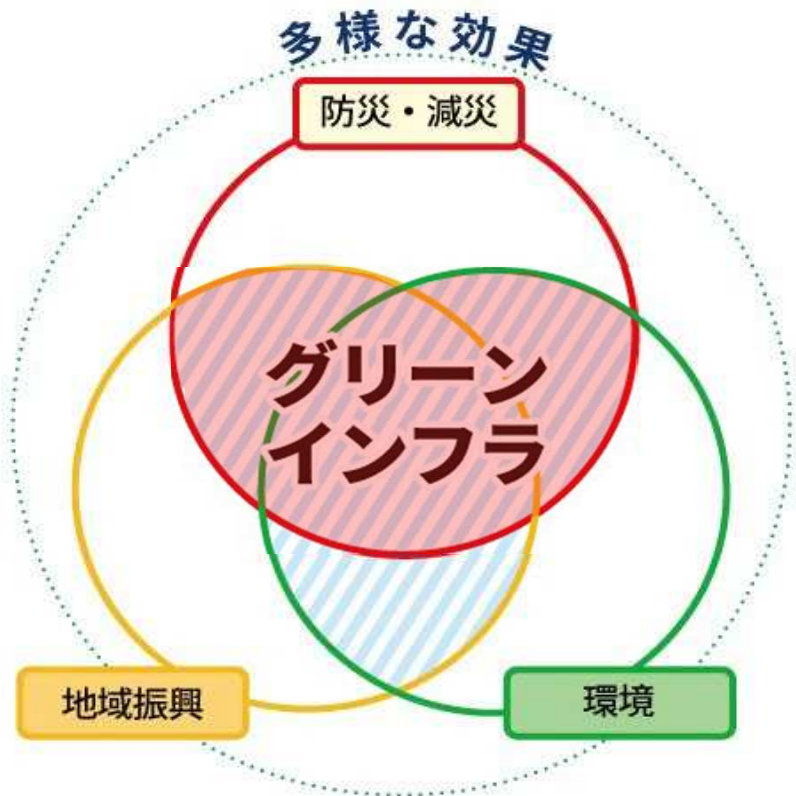 多様な効果
防災・減災
グリーン
インフラ
地域振興
環境